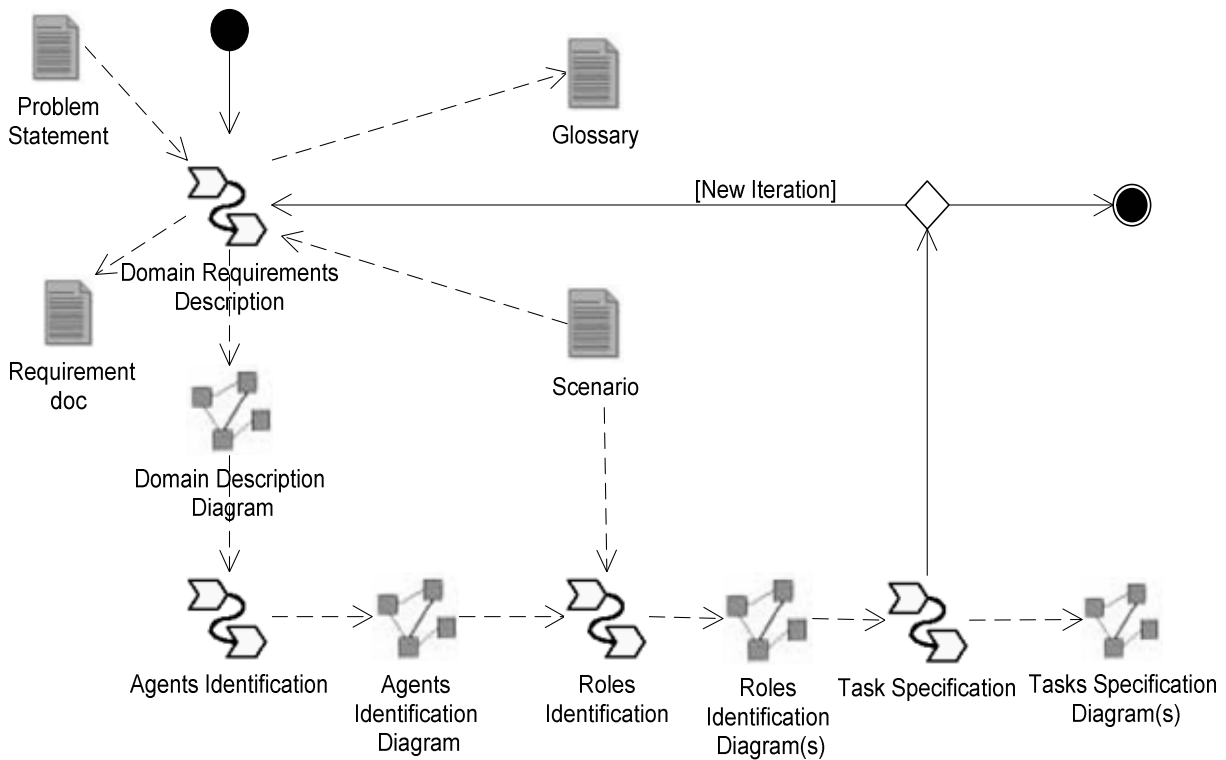 Problem
Statement
Glossary
[New Iteration]
Domain Requirements
Description
Requirement
doc
Scenario
Domain Description
Diagram
Agents Identification
Agents
Identification
Diagram
Roles
Identification
Roles
Identification
Diagram(s)
Task Specification
Tasks Specification
Diagram(s)